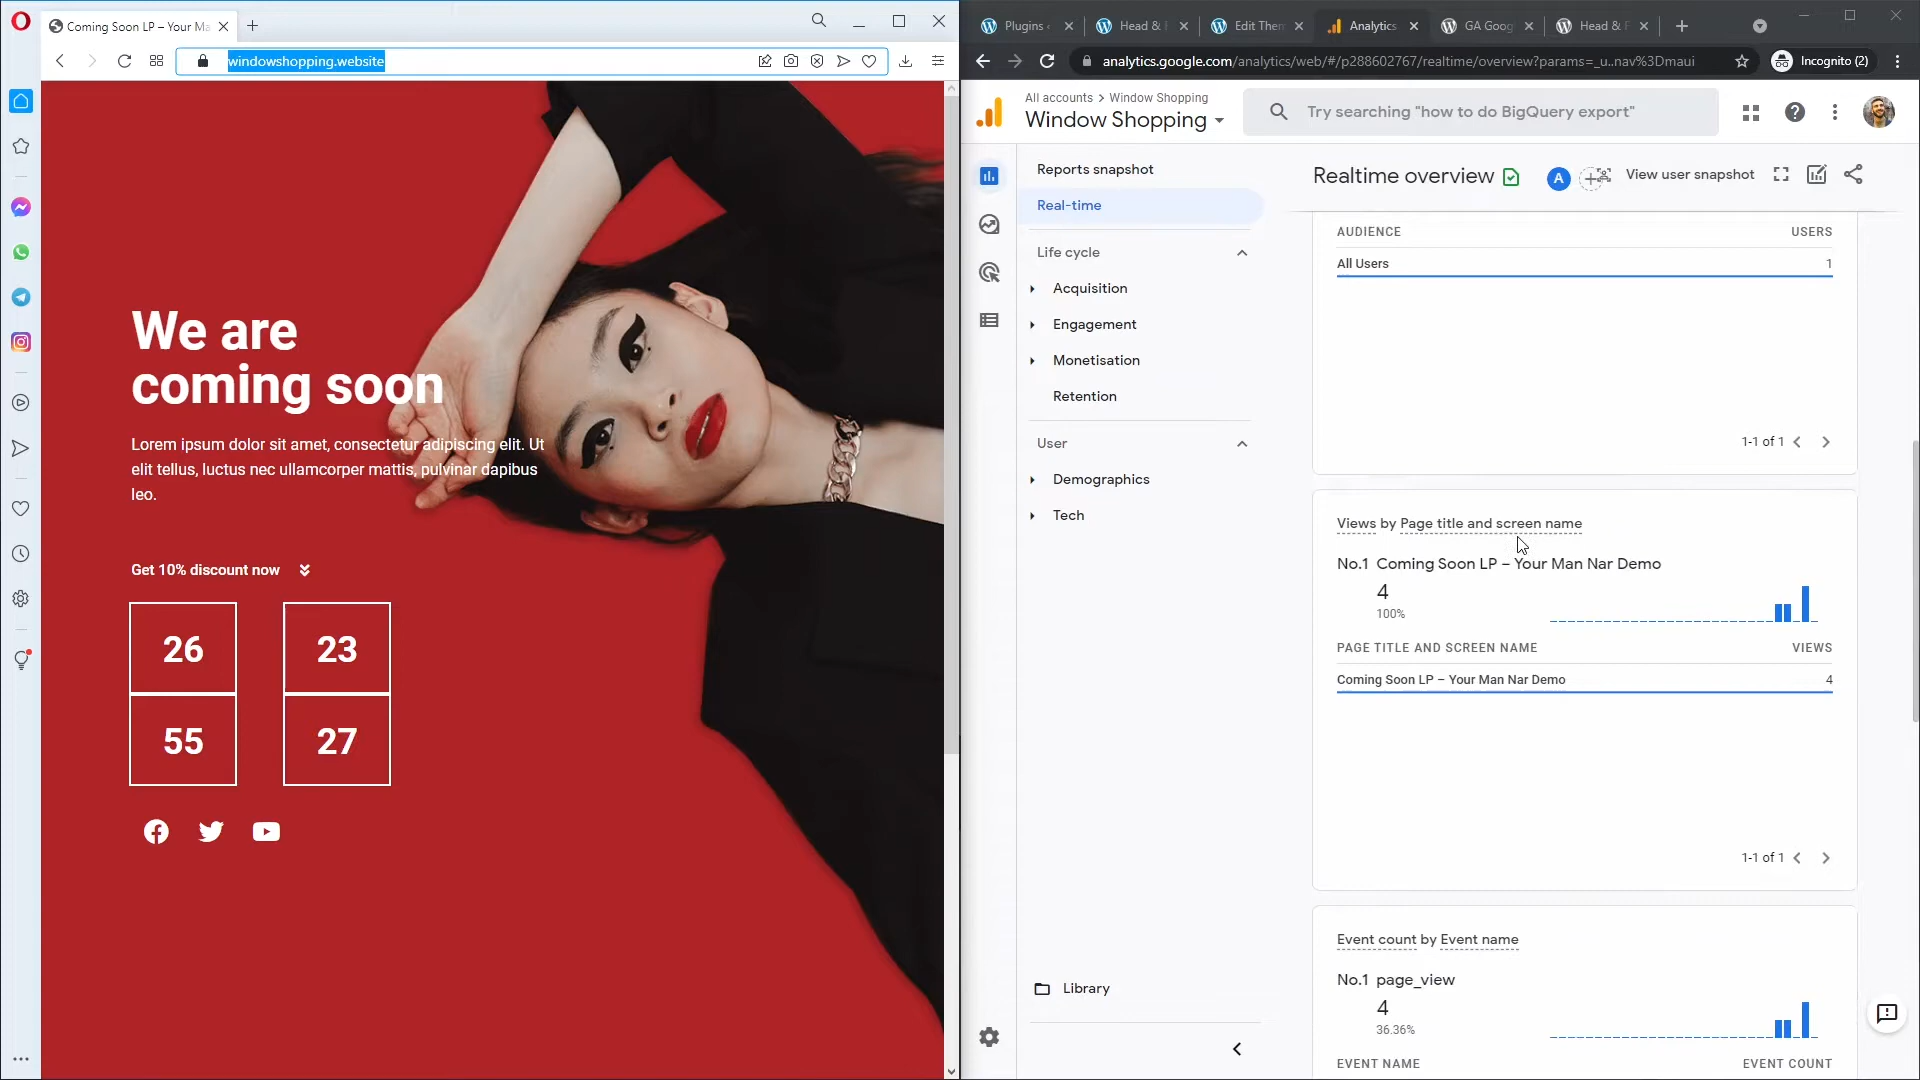 Coming Soon LP – Your Ma
windowshopping.website
We are
coming soon
Lorem ipsum dolor sit amet, consectetur adipiscing elit. Ut
elit tellus, luctus nec ullamcorper mattis, pulvinar dapibus
leo.
Get 10% discount now
26
23
55
27
Plugins
Head &
Edit Them
Analytics
GA Goog
Head & F
analytics.google.com/analytics/web/#/p288602767/realtime/overview?params=_u..nav%3Dmaui
Incognito (2)
All accounts > Window Shopping
Window Shopping
Try searching "how to do BigQuery export"
Reports snapshot
Real-time
Life cycle
Acquisition
Engagement
Monetisation
Retention
User
Demographics
Tech
Library
Realtime overview
A
View user snapshot
AUDIENCE
USERS
All Users
1
1-1 of 1
Views by Page title and screen name
No.1 Coming Soon LP – Your Man Nar Demo
4
100%
PAGE TITLE AND SCREEN NAME
VIEWS
Coming Soon LP – Your Man Nar Demo
4
1-1 of 1
Event count by Event name
No.1 page_view
4
36.36%
EVENT NAME
EVENT COUNT